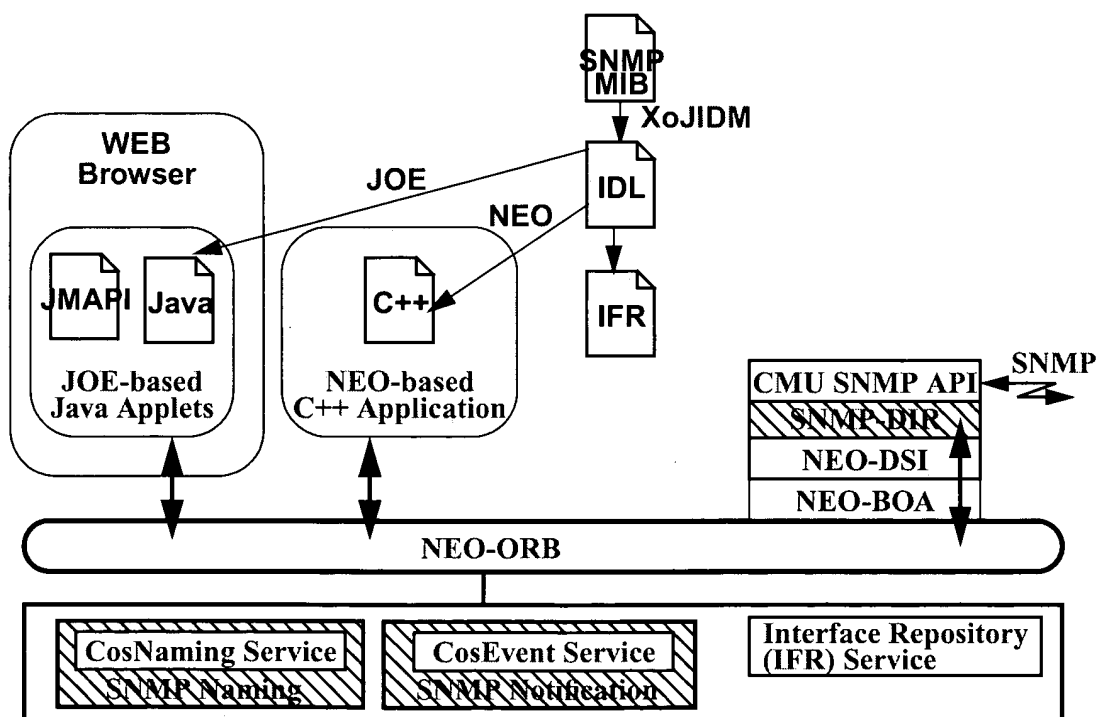 SNMP
MIB
XoJIDM
WEB
Browser
JOE
IDL
NEO
JMAPI
Java
C++
IFR
JOE-based
Java Applets
NEO-based
C++ Application
CMU SNMP API
SNMP
SNMP-DIR
NEO-DSI
NEO-BOA
NEO-ORB
CosNaming Service
SNMP Naming
CosEvent Service
SNMP Notification
Interface Repository
(IFR) Service